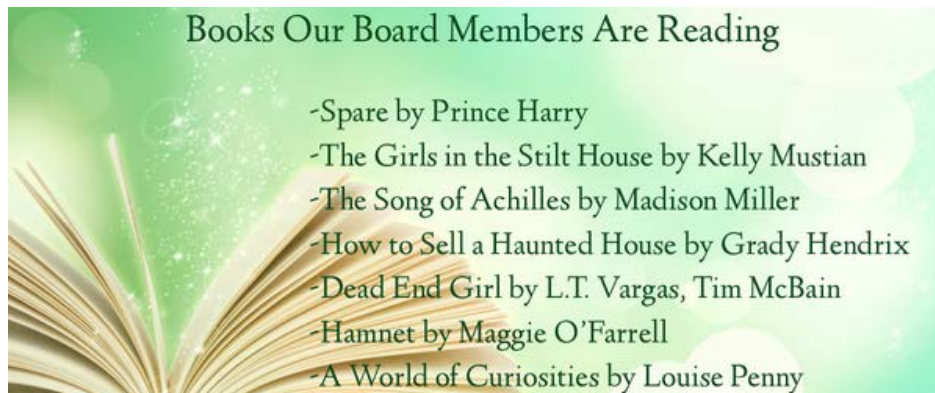 Books Our Board Members Are Reading
-Spare by Prince Harry
-The Girls in the Stilt House by Kelly Mustian
-The Song of Achilles by Madison Miller
-How to Sell a Haunted House by Grady Hendrix
-Dead End Girl by L.T. Vargas, Tim McBain
-Hamnet by Maggie O'Farrell
-A World of Curiosities by Louise Penny